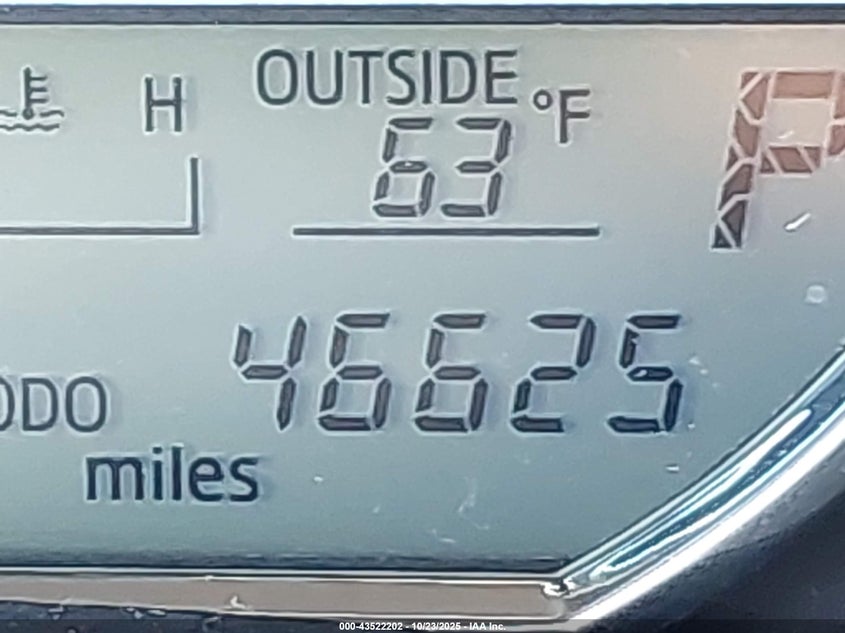 H
OUTSIDE
63 °F
P
46625
ODO
miles
000-43522202 - 10/23/2025 - IAA Inc.